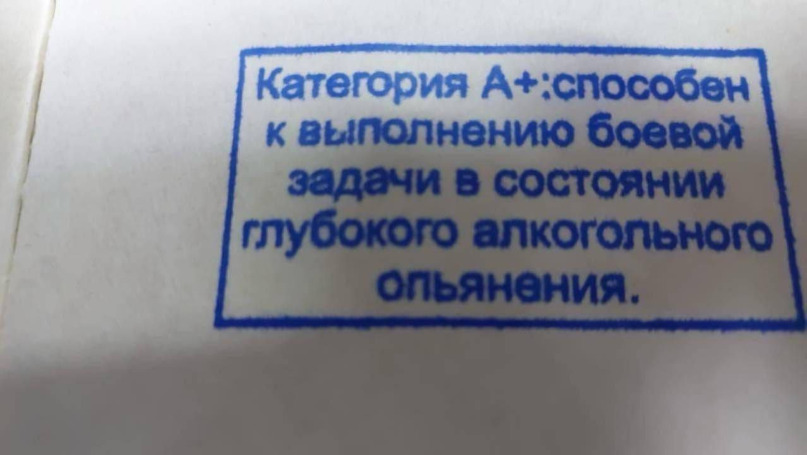 Категория А+:способен
к выполнению боевой
задачи в состоянии
глубокого алкогольного
опьянения.